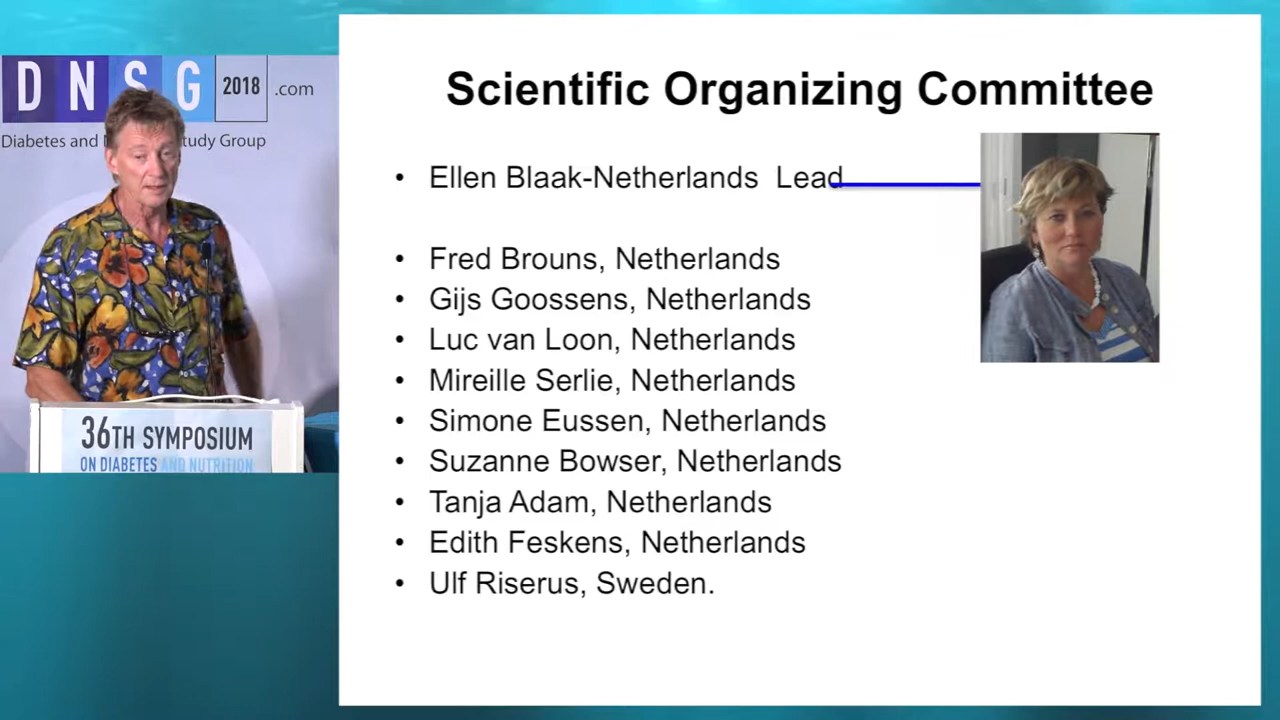 DNSG 2018 .com
Diabetes and N tudy Group
36TH SYMPOSIUM
ON DIABETES AND NUTRITION
Scientific Organizing Committee
• Ellen Blaak-Netherlands Lead
• Fred Brouns, Netherlands
• Gijs Goossens, Netherlands
• Luc van Loon, Netherlands
• Mireille Serlie, Netherlands
• Simone Eussen, Netherlands
• Suzanne Bowser, Netherlands
• Tanja Adam, Netherlands
• Edith Feskens, Netherlands
• Ulf Riserus, Sweden.